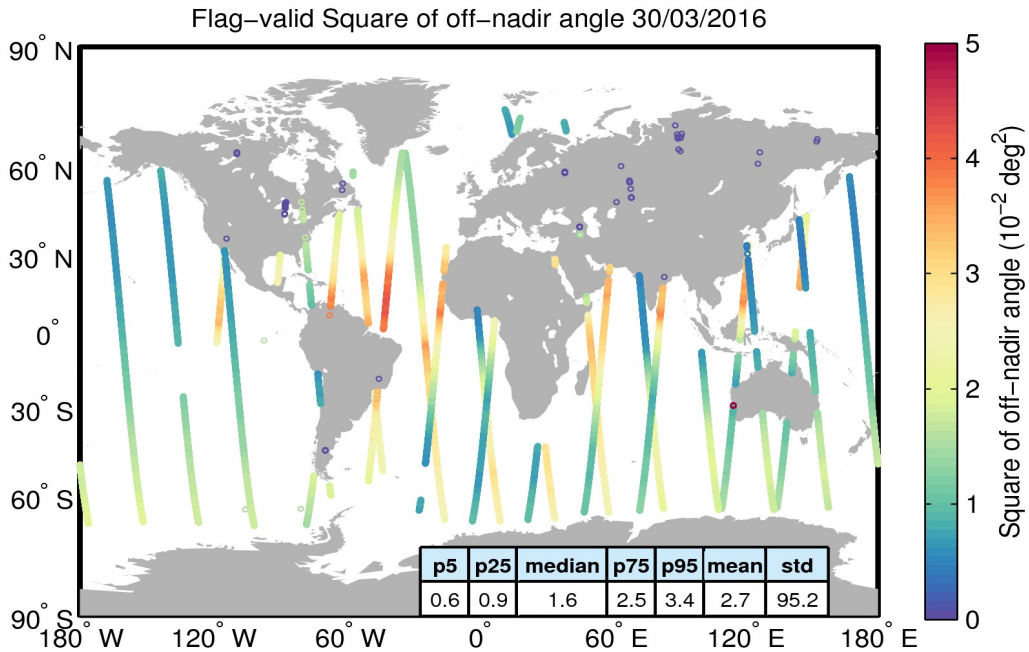 Flag−valid Square of off−nadir angle 30/03/2016
90° N
60° N
30° N
0°
30° S
60° S
90° S
180° W 120° W 60° W 0° 60° E 120° E 180° E
p5 p25 median p75 p95 mean std
0.6 0.9 1.6 2.5 3.4 2.7 95.2
5
4
3
2
1
0
Square of off−nadir angle (10⁻² deg²)